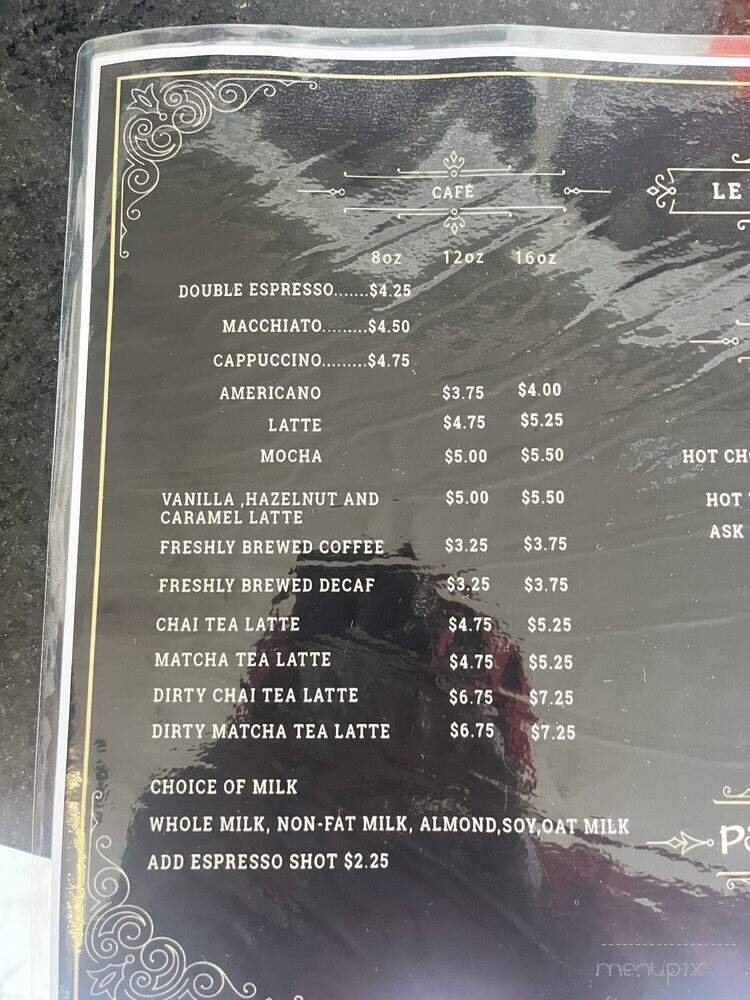 CAFÉ
LE
8oz 12oz 16oz
DOUBLE ESPRESSO.......$4.25
MACCHIATO.........$4.50
CAPPUCCINO.........$4.75
AMERICANO $3.75 $4.00
LATTE $4.75 $5.25
MOCHA $5.00 $5.50
HOT
VANILLA ,HAZELNUT AND $5.00 $5.50
CARAMEL LATTE
HOT
ASK
FRESHLY BREWED COFFEE $3.25 $3.75
FRESHLY BREWED DECAF $3.25 $3.75
CHAI TEA LATTE $4.75 $5.25
MATCHA TEA LATTE $4.75 $5.25
DIRTY CHAI TEA LATTE $6.75 $7.25
DIRTY MATCHA TEA LATTE $6.75 $7.25
CHOICE OF MILK
WHOLE MILK, NON-FAT MILK, ALMOND,SOY,OAT MILK
ADD ESPRESSO SHOT $2.25
menupix